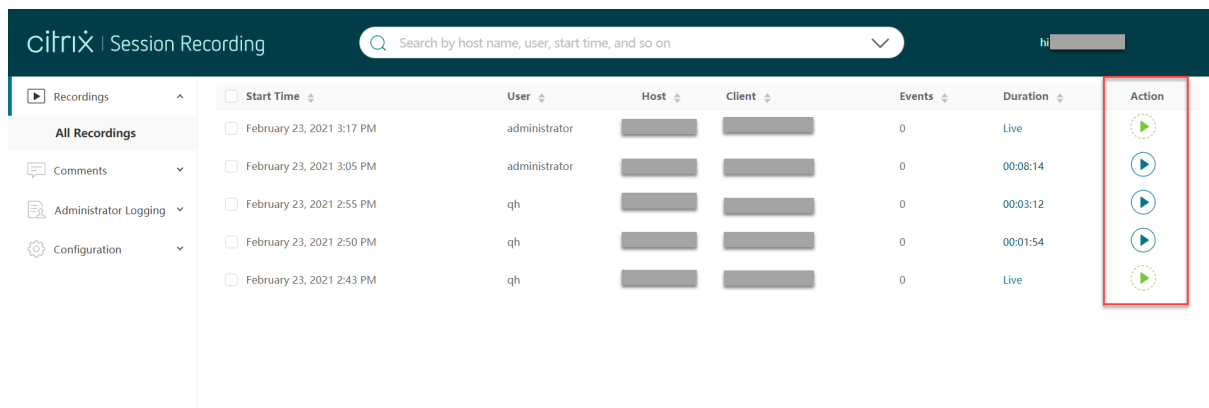 citrix | Session Recording
Search by host name, user, start time, and so on
hi
Recordings
All Recordings
Comments
Administrator Logging
Configuration
Start Time User Host Client Events Duration Action
February 23, 2021 3:17 PM administrator 0 Live
February 23, 2021 3:05 PM administrator 0 00:08:14
February 23, 2021 2:55 PM qh 0 00:03:12
February 23, 2021 2:50 PM qh 0 00:01:54
February 23, 2021 2:43 PM qh 0 Live